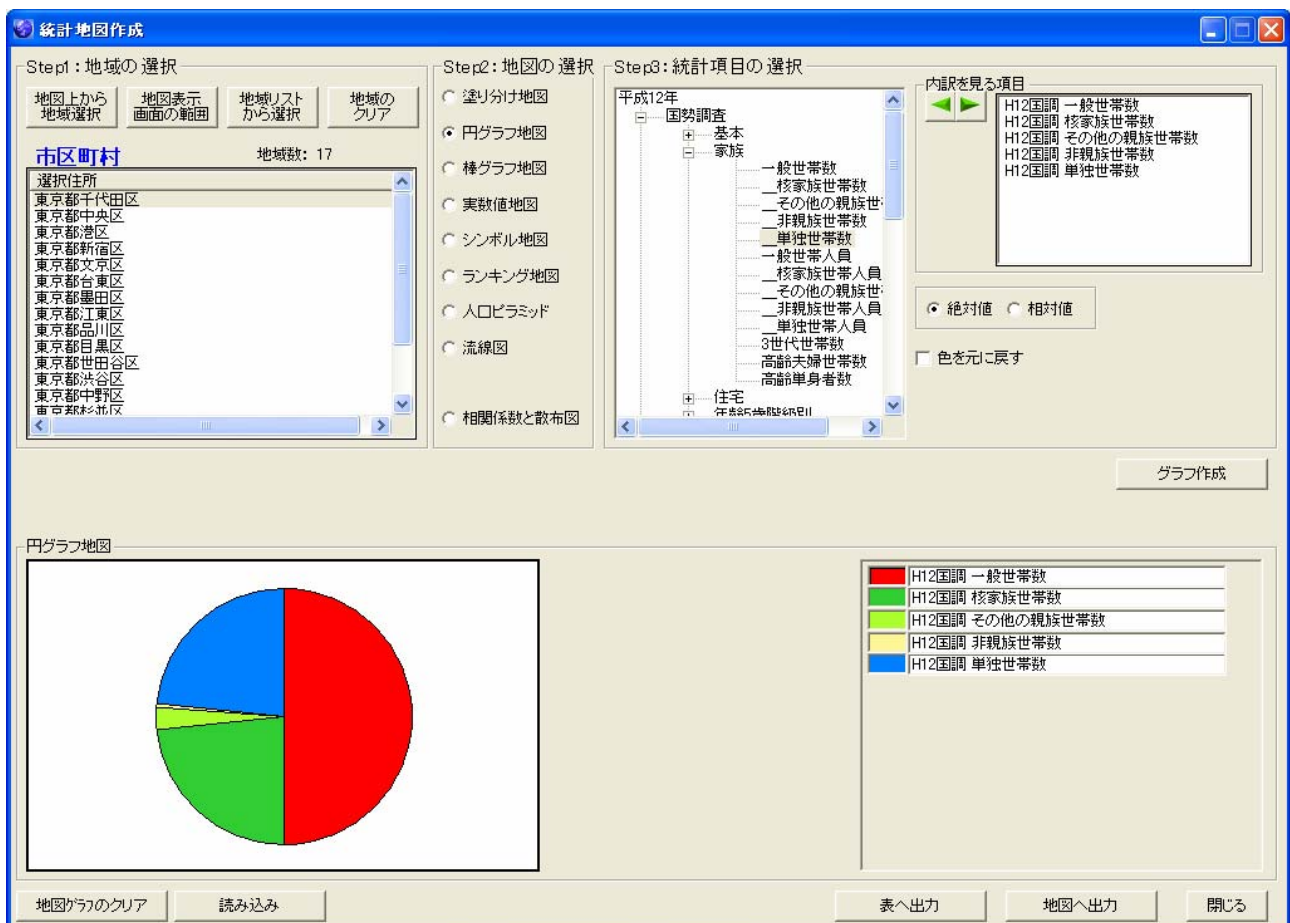 統計地図作成
Step1:地域の選択
地図上から
地域選択
地図表示
画面の範囲
地域リスト
から選択
地域の
クリア
市区町村
地域数: 17
選択住所
東京都千代田区
東京都中央区
東京都港区
東京都新宿区
東京都文京区
東京都台東区
東京都墨田区
東京都江東区
東京都品川区
東京都目黒区
東京都世田谷区
東京都渋谷区
東京都中野区
東京都杉並区
Step2:地図の選択
塗り分け地図
円グラフ地図
棒グラフ地図
実数値地図
シンボル地図
ランキング地図
人口ピラミッド
流線図
相関係数と散布図
Step3:統計項目の選択
平成12年
国勢調査
基本
家族
一般世帯数
_核家族世帯数
_その他の親族世
_非親族世帯数
_単独世帯数
一般世帯人員
_核家族世帯人員
_その他の親族世
_非親族世帯人員
_単独世帯人員
3世代世帯数
高齢夫婦世帯数
高齢単身者数
住宅
年齢5歳階級別
内訳を見る項目
H12国調 一般世帯数
H12国調 核家族世帯数
H12国調 その他の親族世帯数
H12国調 非親族世帯数
H12国調 単独世帯数
絶対値
相対値
色を元に戻す
グラフ作成
円グラフ地図
H12国調 一般世帯数
H12国調 核家族世帯数
H12国調 その他の親族世帯数
H12国調 非親族世帯数
H12国調 単独世帯数
地図グラフのクリア
読み込み
表へ出力
地図へ出力
閉じる